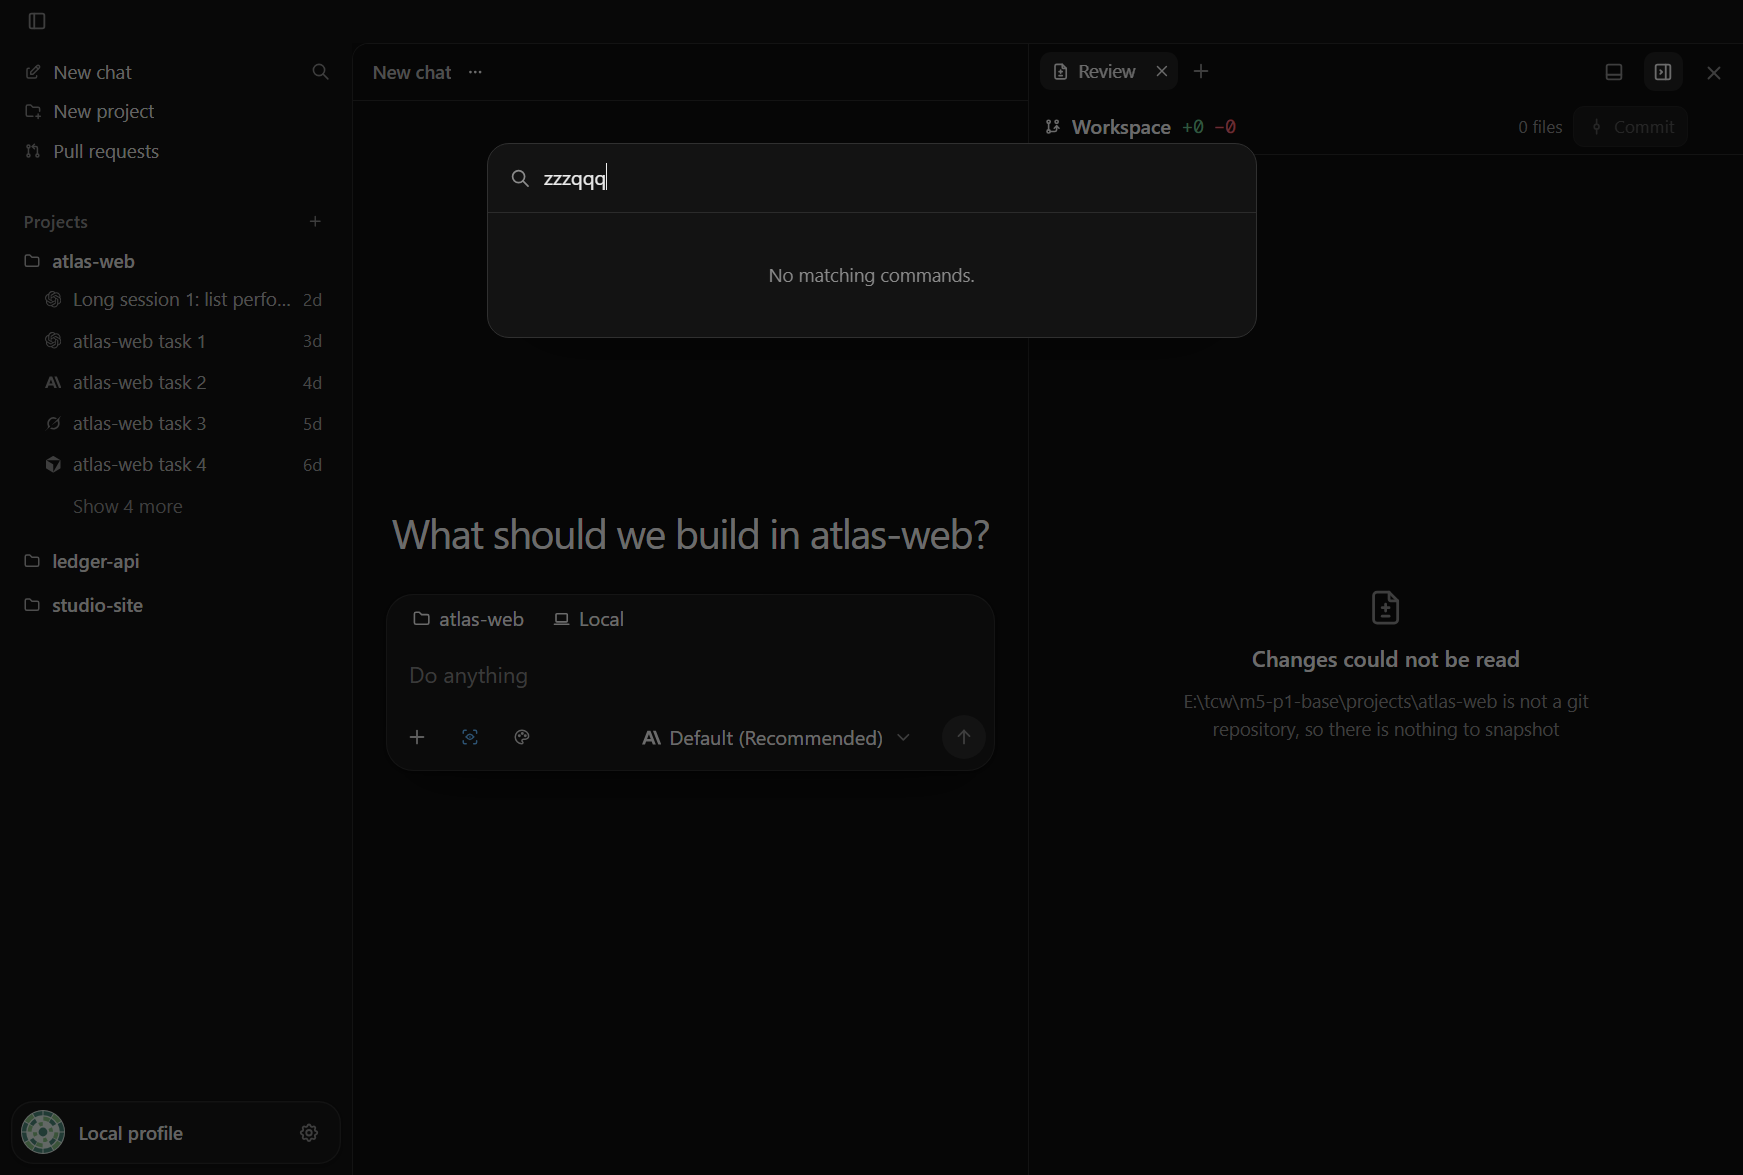 New chat
New project
Pull requests
Projects
atlas-web
Long session 1: list perfo... 2d
atlas-web task 1 3d
atlas-web task 2 4d
atlas-web task 3 5d
atlas-web task 4 6d
Show 4 more
ledger-api
studio-site
Local profile
New chat
zzzqqq
No matching commands.
What should we build in atlas-web?
atlas-web Local
Do anything
Default (Recommended)
Review
Workspace +0 -0 0 files Commit
Changes could not be read
E:\tcw\m5-p1-base\projects\atlas-web is not a git
repository, so there is nothing to snapshot